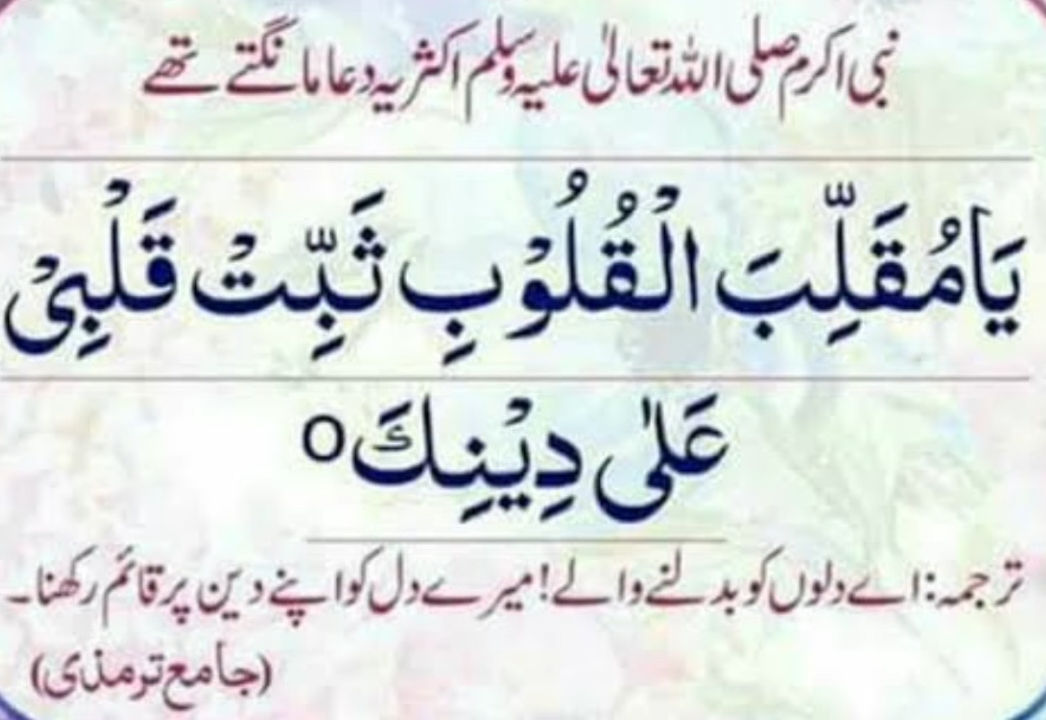 نبی اکرم صلی اللہ تعالیٰ علیہ وسلم اکثر یہ دعا مانگتے تھے
يَا مُقَلِّبَ الْقُلُوْبِ ثَبِّتْ قَلْبِیْ
عَلٰی دِيْنِكَ ○
ترجمہ: اے دلوں کو بدلنے والے! میرے دل کو اپنے دین پر قائم رکھنا۔
(جامع ترمذی)